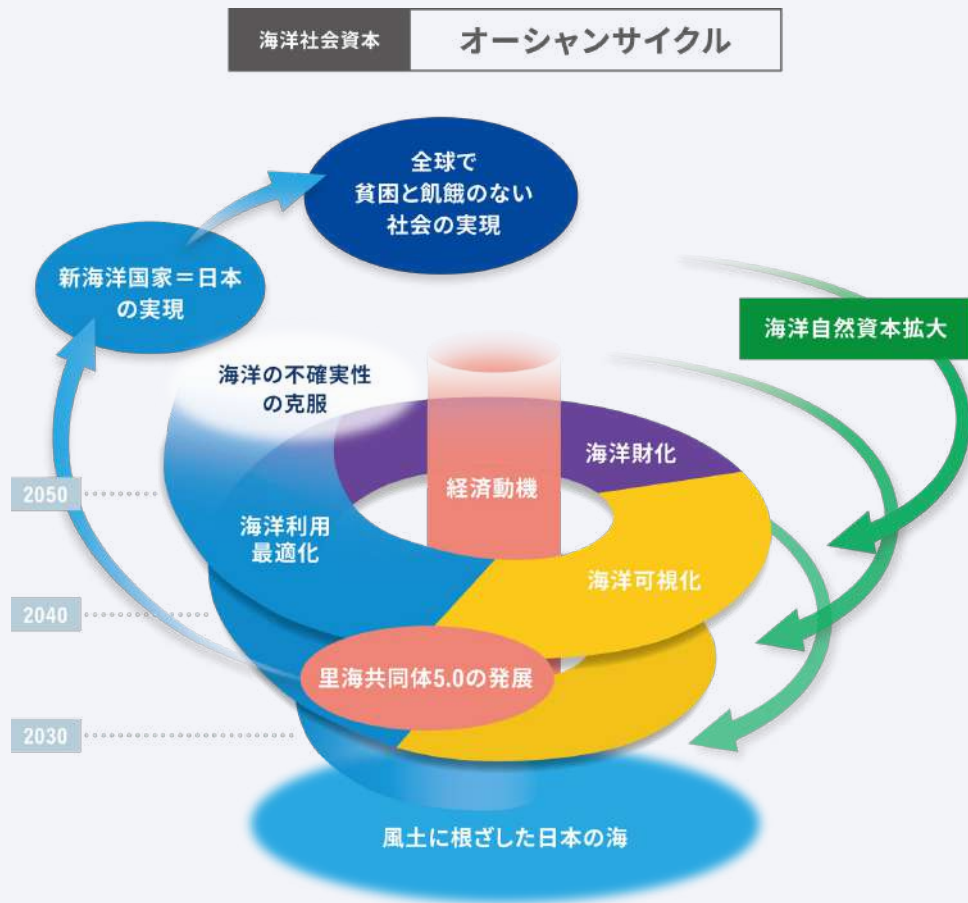 海洋社会資本 オーシャンサイクル
全球で
貧困と飢餓のない
社会の実現
新海洋国家＝日本
の実現
海洋自然資本拡大
海洋の不確実性
の克服
海洋財化
経済動機
2050
海洋利用
最適化
海洋可視化
2040
里海共同体5.0の発展
2030
風土に根ざした日本の海